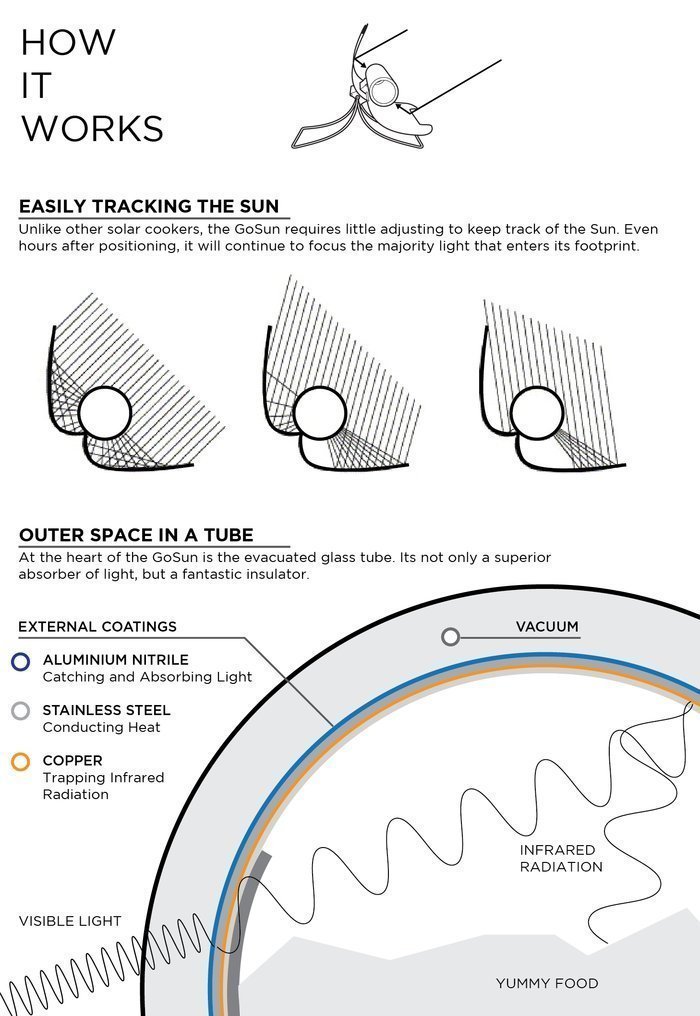 HOW
IT
WORKS
EASILY TRACKING THE SUN
Unlike other solar cookers, the GoSun requires little adjusting to keep track of the Sun. Even
hours after positioning, it will continue to focus the majority light that enters its footprint.
OUTER SPACE IN A TUBE
At the heart of the GoSun is the evacuated glass tube. Its not only a superior
absorber of light, but a fantastic insulator.
EXTERNAL COATINGS
VACUUM
ALUMINIUM NITRILE
Catching and Absorbing Light
STAINLESS STEEL
Conducting Heat
COPPER
Trapping Infrared
Radiation
INFRARED
RADIATION
VISIBLE LIGHT
YUMMY FOOD